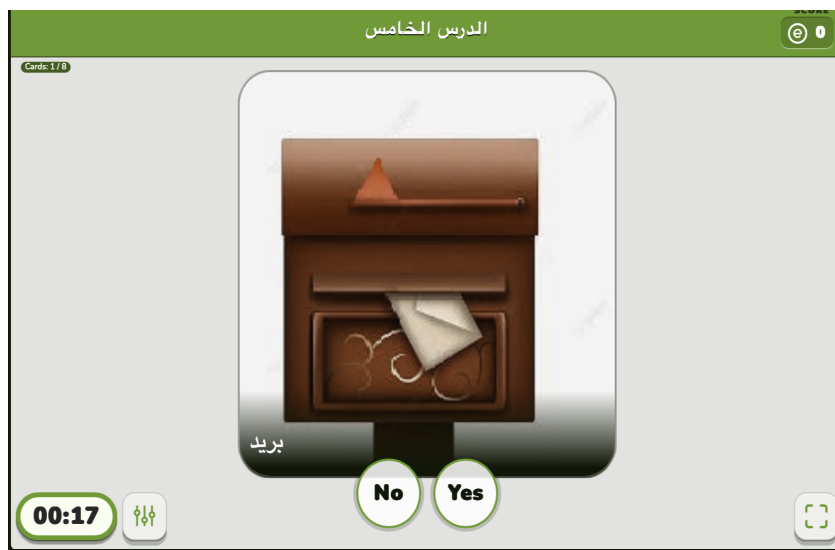 الدرس الخامس
SCORE
e 0
Cards: 1 / 8
بريد
No
Yes
00:17